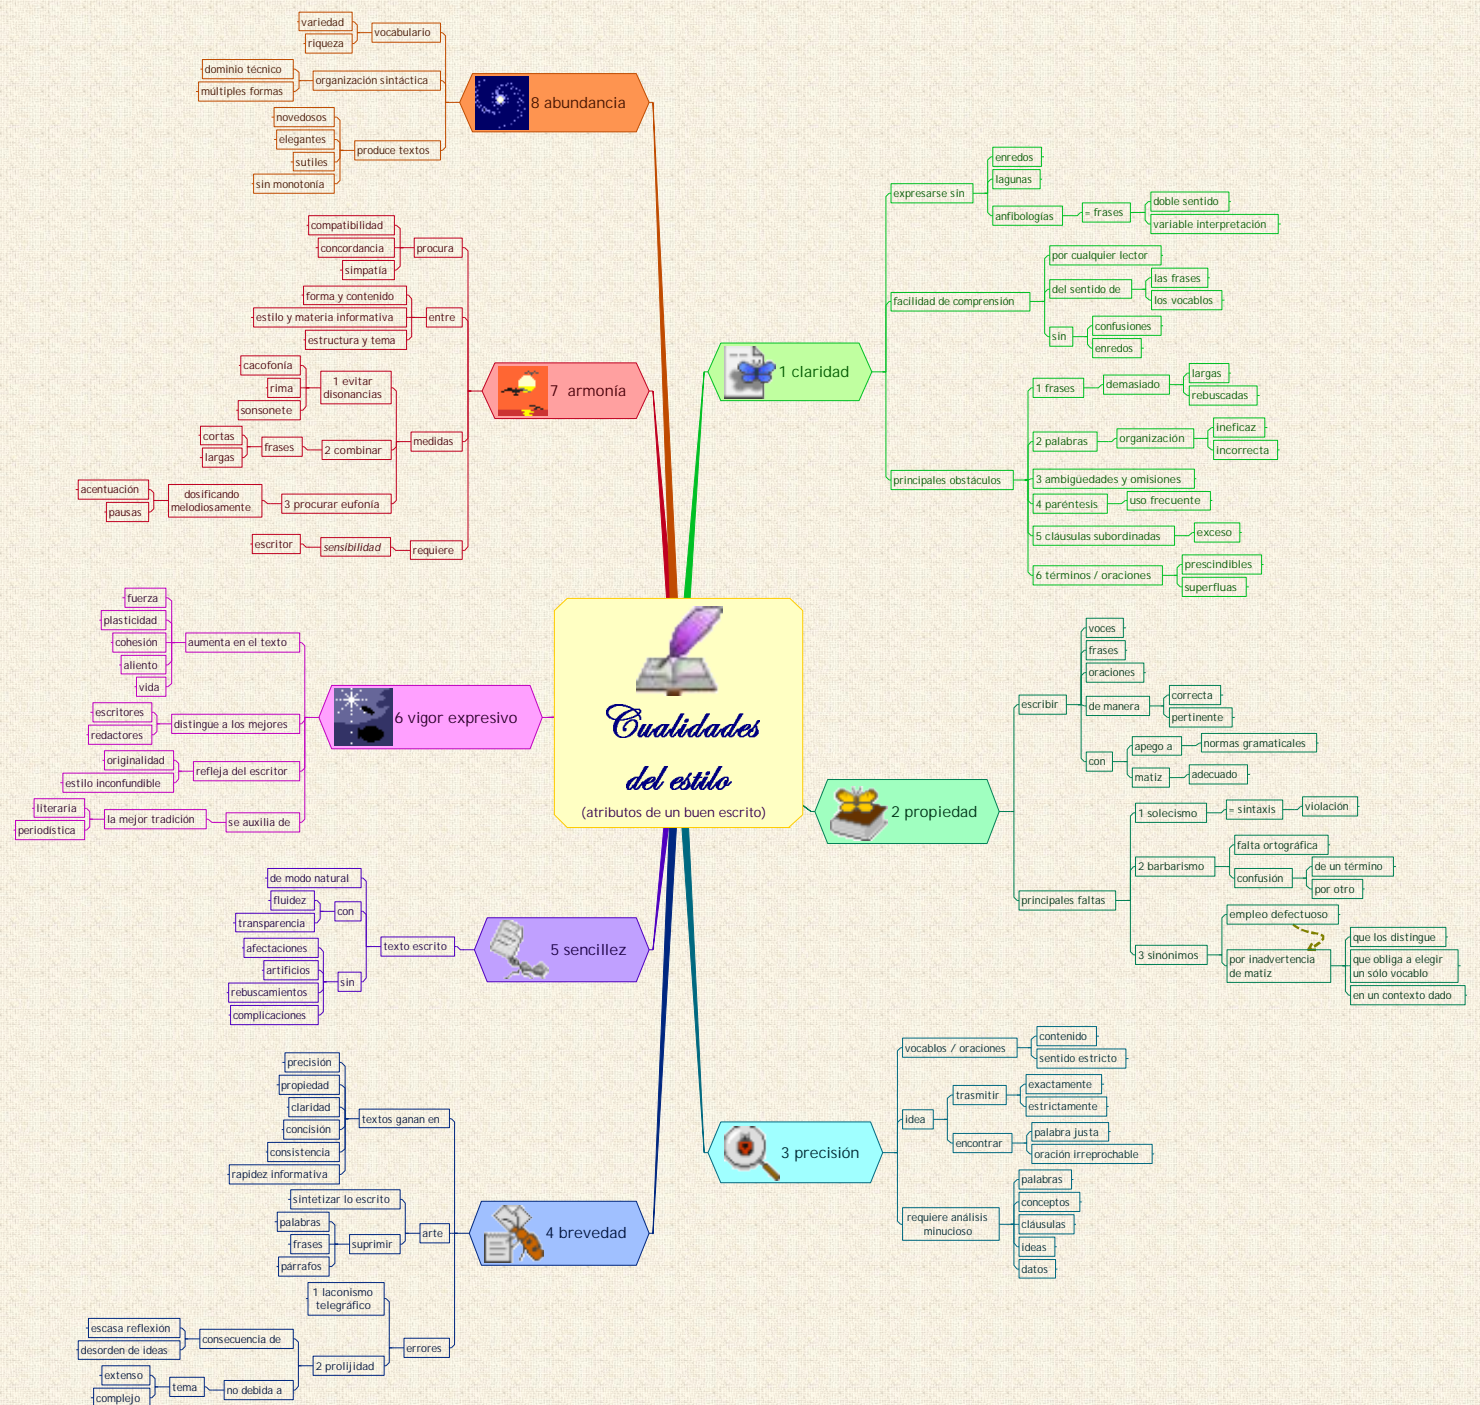 Cualidades
del estilo
(atributos de un buen escrito)
1 claridad
expresarse sin
enredos
lagunas
anfibologías
= frases
doble sentido
variable interpretación
facilidad de comprensión
por cualquier lector
del sentido de
las frases
los vocablos
sin
confusiones
enredos
principales obstáculos
1 frases
demasiado
largas
rebuscadas
2 palabras
organización
ineficaz
incorrecta
3 ambigüedades y omisiones
4 paréntesis
uso frecuente
5 cláusulas subordinadas
exceso
6 términos / oraciones
prescindibles
superfluas
2 propiedad
escribir
voces
frases
oraciones
de manera
correcta
pertinente
con
apego a
normas gramaticales
matiz
adecuado
principales faltas
1 solecismo
= sintaxis
violación
2 barbarismo
falta ortográfica
confusión
de un término
por otro
3 sinónimos
empleo defectuoso
por inadvertencia
de matiz
que los distingue
que obliga a elegir
un sólo vocablo
en un contexto dado
3 precisión
vocablos / oraciones
contenido
sentido estricto
idea
trasmitir
exactamente
estrictamente
encontrar
palabra justa
oración irreprochable
requiere análisis
minucioso
palabras
conceptos
cláusulas
ideas
datos
4 brevedad
textos ganan en
precisión
propiedad
claridad
concisión
consistencia
rapidez informativa
arte
sintetizar lo escrito
suprimir
palabras
frases
párrafos
errores
1 laconismo
telegráfico
2 prolijidad
consecuencia de
escasa reflexión
desorden de ideas
no debida a
tema
extenso
complejo
5 sencillez
texto escrito
de modo natural
con
fluidez
transparencia
sin
afectaciones
artificios
rebuscamientos
complicaciones
6 vigor expresivo
aumenta en el texto
fuerza
plasticidad
cohesión
aliento
vida
distingue a los mejores
escritores
redactores
refleja del escritor
originalidad
estilo inconfundible
se auxilia de
la mejor tradición
literaria
periodística
7 armonía
procura
compatibilidad
concordancia
simpatía
entre
forma y contenido
estilo y materia informativa
estructura y tema
medidas
1 evitar
disonancias
cacofonía
rima
sonsonete
2 combinar
frases
cortas
largas
3 procurar eufonía
dosificando
melodiosamente
acentuación
pausas
requiere
sensibilidad
escritor
8 abundancia
vocabulario
variedad
riqueza
organización sintáctica
dominio técnico
múltiples formas
produce textos
novedosos
elegantes
sutiles
sin monotonía